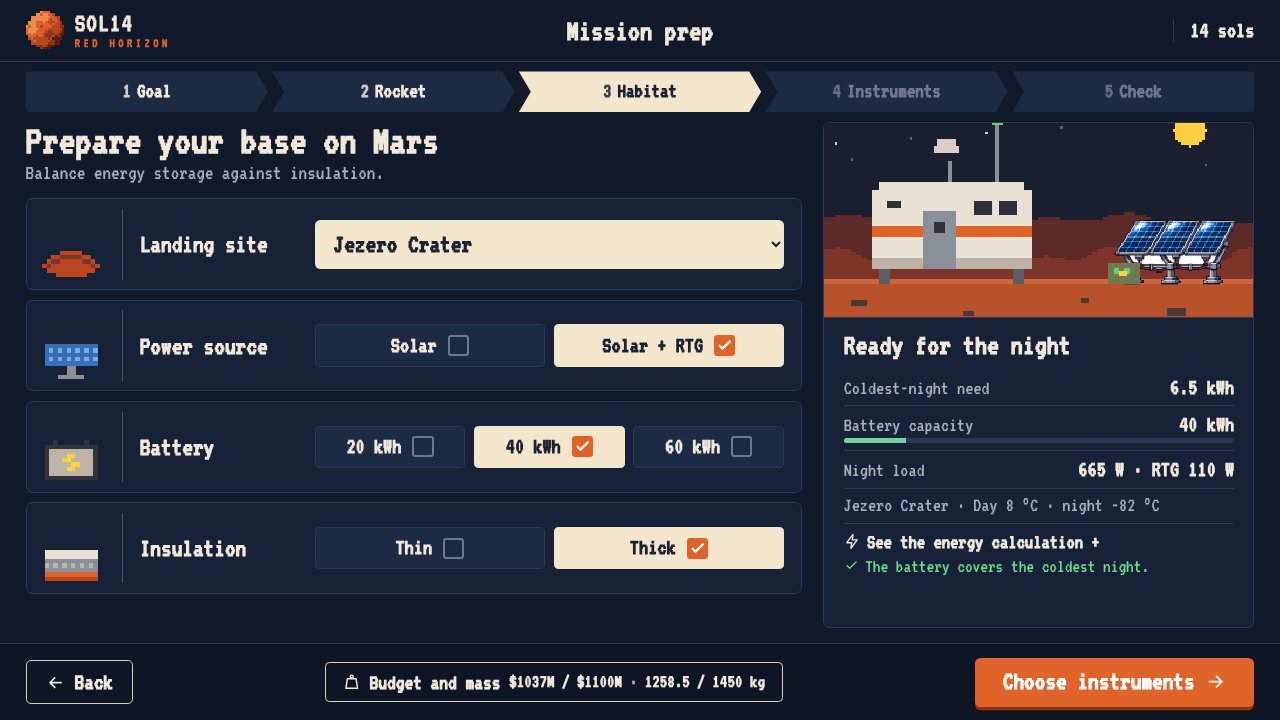 SOL14
RED HORIZON
Mission prep
14 sols
1 Goal
2 Rocket
3 Habitat
4 Instruments
5 Check
Prepare your base on Mars
Balance energy storage against insulation.
Landing site
Jezero Crater
Power source
Solar
Solar + RTG
Battery
20 kWh
40 kWh
60 kWh
Insulation
Thin
Thick
Ready for the night
Coldest-night need 6.5 kWh
Battery capacity 40 kWh
Night load 665 W · RTG 110 W
Jezero Crater · Day 8 °C · night -82 °C
See the energy calculation +
The battery covers the coldest night.
← Back
Budget and mass $1037M / $1100M · 1258.5 / 1450 kg
Choose instruments →